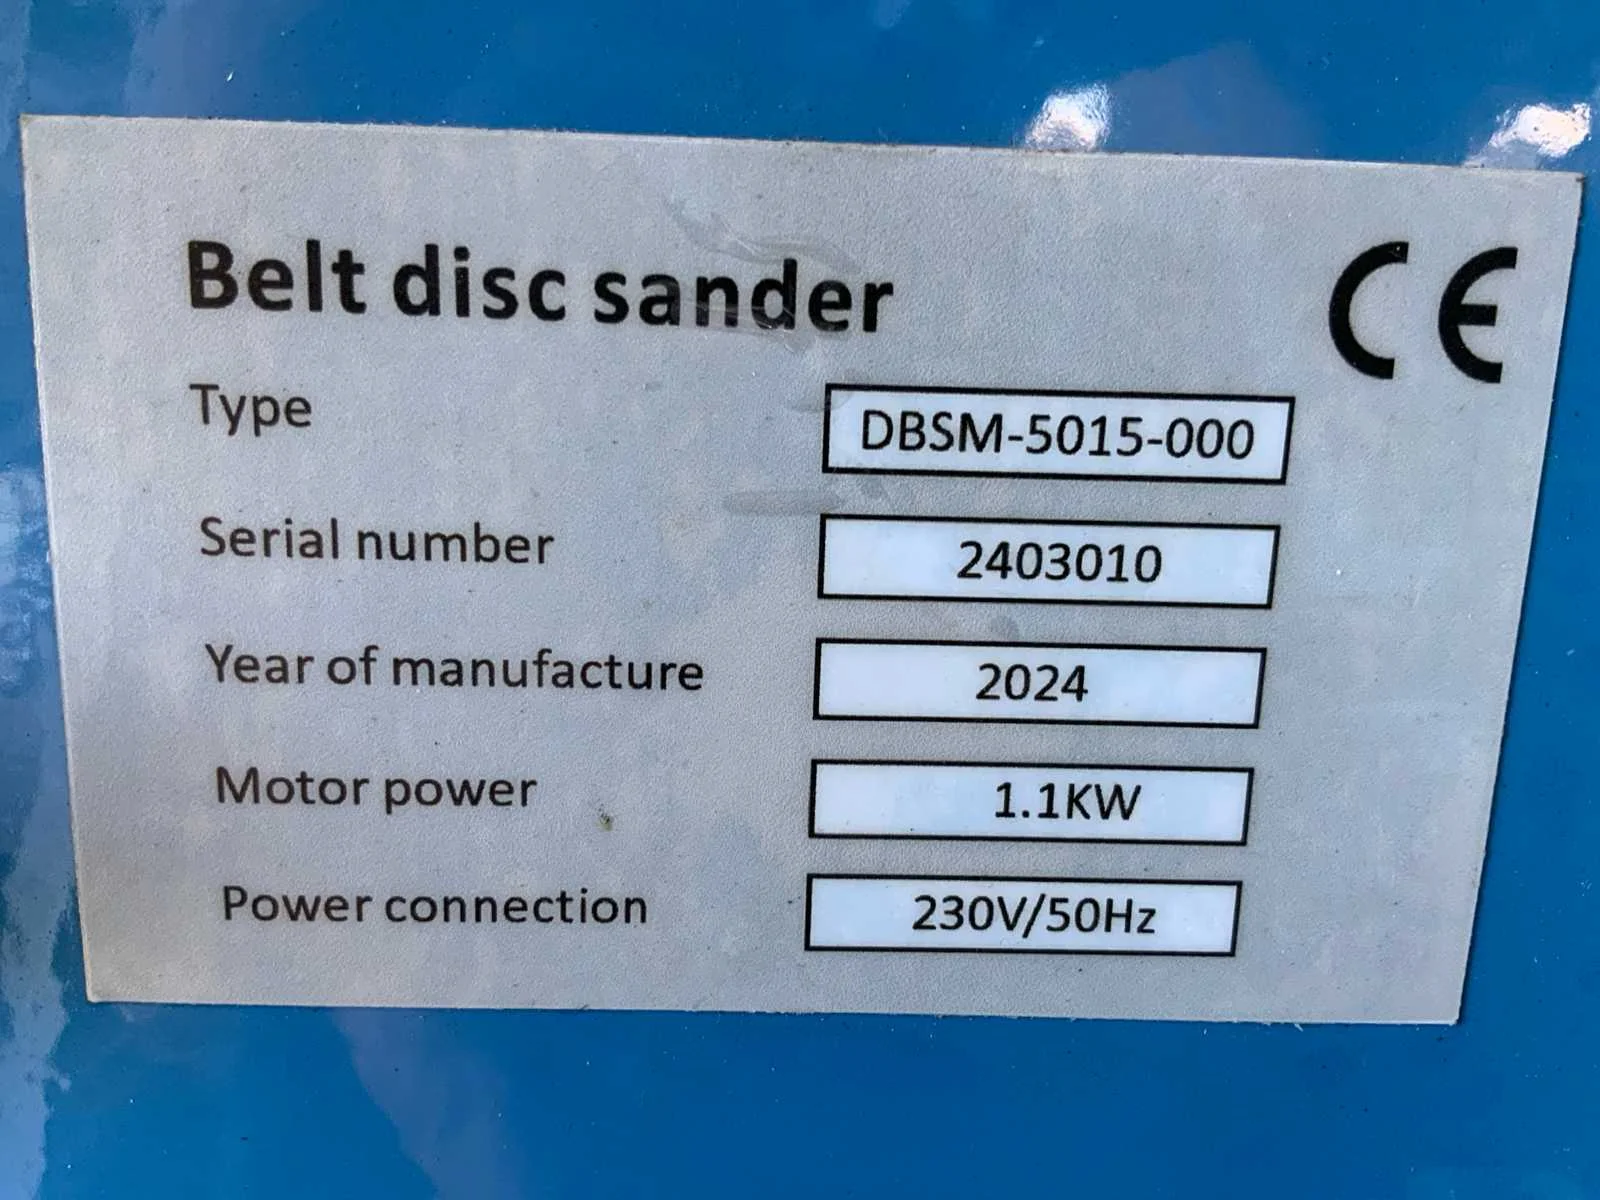 Belt disc sander CE
Type DBSM-5015-000
Serial number 2403010
Year of manufacture 2024
Motor power 1.1KW
Power connection 230V/50Hz